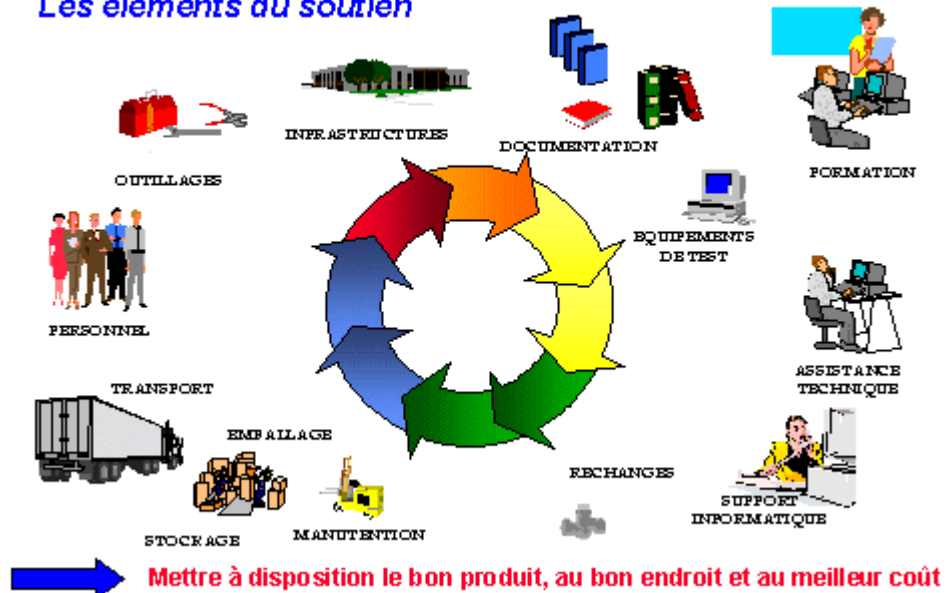 Les éléments du soutien
INFRASTRUCTURES
DOCUMENTATION
FORMATION
OUTILLAGES
EQUIPEMENTS
DE TEST
PERSONNEL
ASSISTANCE
TECHNIQUE
TRANSPORT
EMBALLAGE
RECHANGES
SUPPORT
INFORMATIQUE
STOCKAGE
MANUTENTION
Mettre à disposition le bon produit, au bon endroit et au meilleur coût